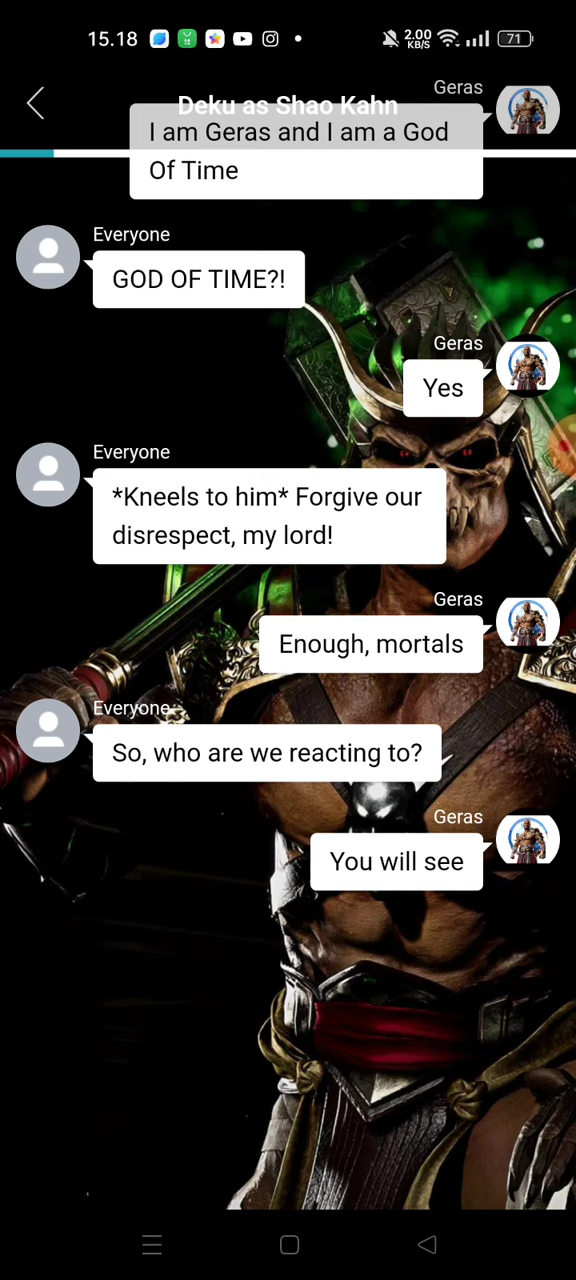 15.18
2.00
KB/S
71
Geras
Deku as Shao Kahn
I am Geras and I am a God
Of Time
Everyone
GOD OF TIME?!
Geras
Yes
Everyone
*Kneels to him* Forgive our
disrespect, my lord!
Geras
Enough, mortals
Everyone
So, who are we reacting to?
Geras
You will see